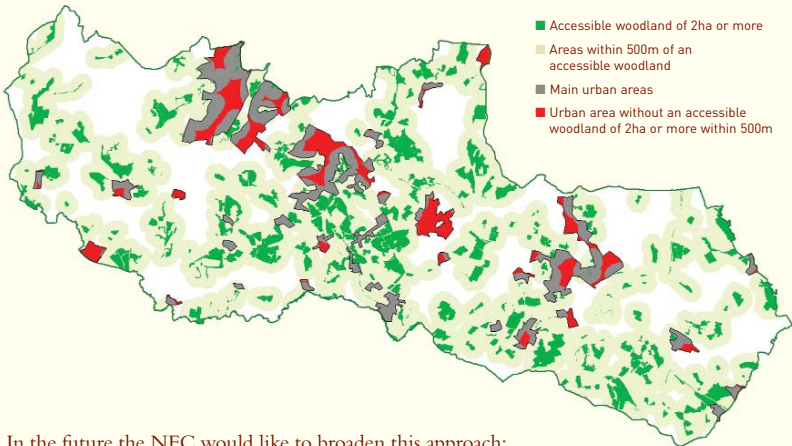 Accessible woodland of 2ha or more
Areas within 500m of an
accessible woodland
Main urban areas
Urban area without an accessible
woodland of 2ha or more within 500m
In the future the NFC would like to broaden this approach: